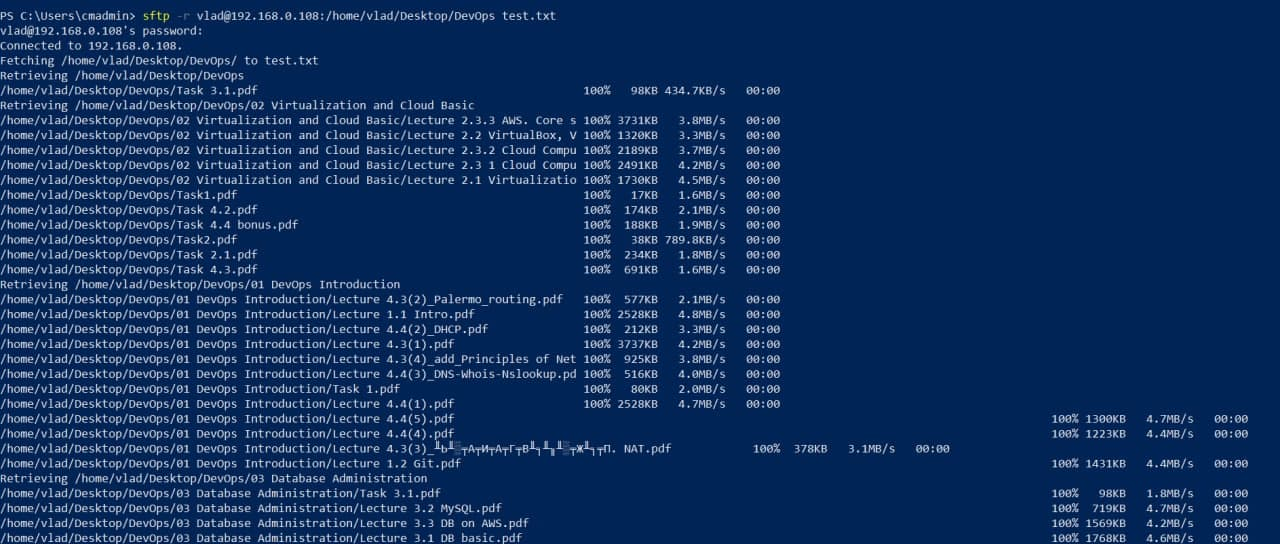 PS C:\Users\cmadmin> sftp -r vlad@192.168.0.108:/home/vlad/Desktop/DevOps test.txt
vlad@192.168.0.108's password:
Connected to 192.168.0.108.
Fetching /home/vlad/Desktop/DevOps/ to test.txt
Retrieving /home/vlad/Desktop/DevOps
/home/vlad/Desktop/DevOps/Task 3.1.pdf 100% 98KB 434.7KB/s 00:00
Retrieving /home/vlad/Desktop/DevOps/02 Virtualization and Cloud Basic
/home/vlad/Desktop/DevOps/02 Virtualization and Cloud Basic/Lecture 2.3.3 AWS. Core s 100% 3731KB 3.8MB/s 00:00
/home/vlad/Desktop/DevOps/02 Virtualization and Cloud Basic/Lecture 2.2 VirtualBox, V 100% 1320KB 3.3MB/s 00:00
/home/vlad/Desktop/DevOps/02 Virtualization and Cloud Basic/Lecture 2.3.2 Cloud Compu 100% 2189KB 3.7MB/s 00:00
/home/vlad/Desktop/DevOps/02 Virtualization and Cloud Basic/Lecture 2.3 1 Cloud Compu 100% 2491KB 4.2MB/s 00:00
/home/vlad/Desktop/DevOps/02 Virtualization and Cloud Basic/Lecture 2.1 Virtualizatio 100% 1730KB 4.5MB/s 00:00
/home/vlad/Desktop/DevOps/Task1.pdf 100% 17KB 1.6MB/s 00:00
/home/vlad/Desktop/DevOps/Task 4.2.pdf 100% 174KB 2.1MB/s 00:00
/home/vlad/Desktop/DevOps/Task 4.4 bonus.pdf 100% 188KB 1.9MB/s 00:00
/home/vlad/Desktop/DevOps/Task2.pdf 100% 38KB 789.8KB/s 00:00
/home/vlad/Desktop/DevOps/Task 2.1.pdf 100% 234KB 1.8MB/s 00:00
/home/vlad/Desktop/DevOps/Task 4.3.pdf 100% 691KB 1.6MB/s 00:00
Retrieving /home/vlad/Desktop/DevOps/01 DevOps Introduction
/home/vlad/Desktop/DevOps/01 DevOps Introduction/Lecture 4.3(2)_Palermo_routing.pdf 100% 577KB 2.1MB/s 00:00
/home/vlad/Desktop/DevOps/01 DevOps Introduction/Lecture 1.1 Intro.pdf 100% 2528KB 4.8MB/s 00:00
/home/vlad/Desktop/DevOps/01 DevOps Introduction/Lecture 4.4(2)_DHCP.pdf 100% 212KB 3.3MB/s 00:00
/home/vlad/Desktop/DevOps/01 DevOps Introduction/Lecture 4.3(1).pdf 100% 3737KB 4.2MB/s 00:00
/home/vlad/Desktop/DevOps/01 DevOps Introduction/Lecture 4.3(4)_add_Principles of Net 100% 925KB 3.8MB/s 00:00
/home/vlad/Desktop/DevOps/01 DevOps Introduction/Lecture 4.4(3)_DNS-Whois-Nslookup.pd 100% 516KB 4.0MB/s 00:00
/home/vlad/Desktop/DevOps/01 DevOps Introduction/Task 1.pdf 100% 80KB 2.0MB/s 00:00
/home/vlad/Desktop/DevOps/01 DevOps Introduction/Lecture 4.4(1).pdf 100% 2528KB 4.7MB/s 00:00
/home/vlad/Desktop/DevOps/01 DevOps Introduction/Lecture 4.4(5).pdf 100% 1300KB 4.7MB/s 00:00
/home/vlad/Desktop/DevOps/01 DevOps Introduction/Lecture 4.4(4).pdf 100% 1223KB 4.4MB/s 00:00
/home/vlad/Desktop/DevOps/01 DevOps Introduction/Lecture 4.3(3)_ NAT.pdf 100% 378KB 3.1MB/s 00:00
/home/vlad/Desktop/DevOps/01 DevOps Introduction/Lecture 1.2 Git.pdf 100% 1431KB 4.4MB/s 00:00
Retrieving /home/vlad/Desktop/DevOps/03 Database Administration
/home/vlad/Desktop/DevOps/03 Database Administration/Task 3.1.pdf 100% 98KB 1.8MB/s 00:00
/home/vlad/Desktop/DevOps/03 Database Administration/Lecture 3.2 MySQL.pdf 100% 719KB 4.7MB/s 00:00
/home/vlad/Desktop/DevOps/03 Database Administration/Lecture 3.3 DB on AWS.pdf 100% 1569KB 4.2MB/s 00:00
/home/vlad/Desktop/DevOps/03 Database Administration/Lecture 3.1 DB basic.pdf 100% 1768KB 4.6MB/s 00:00